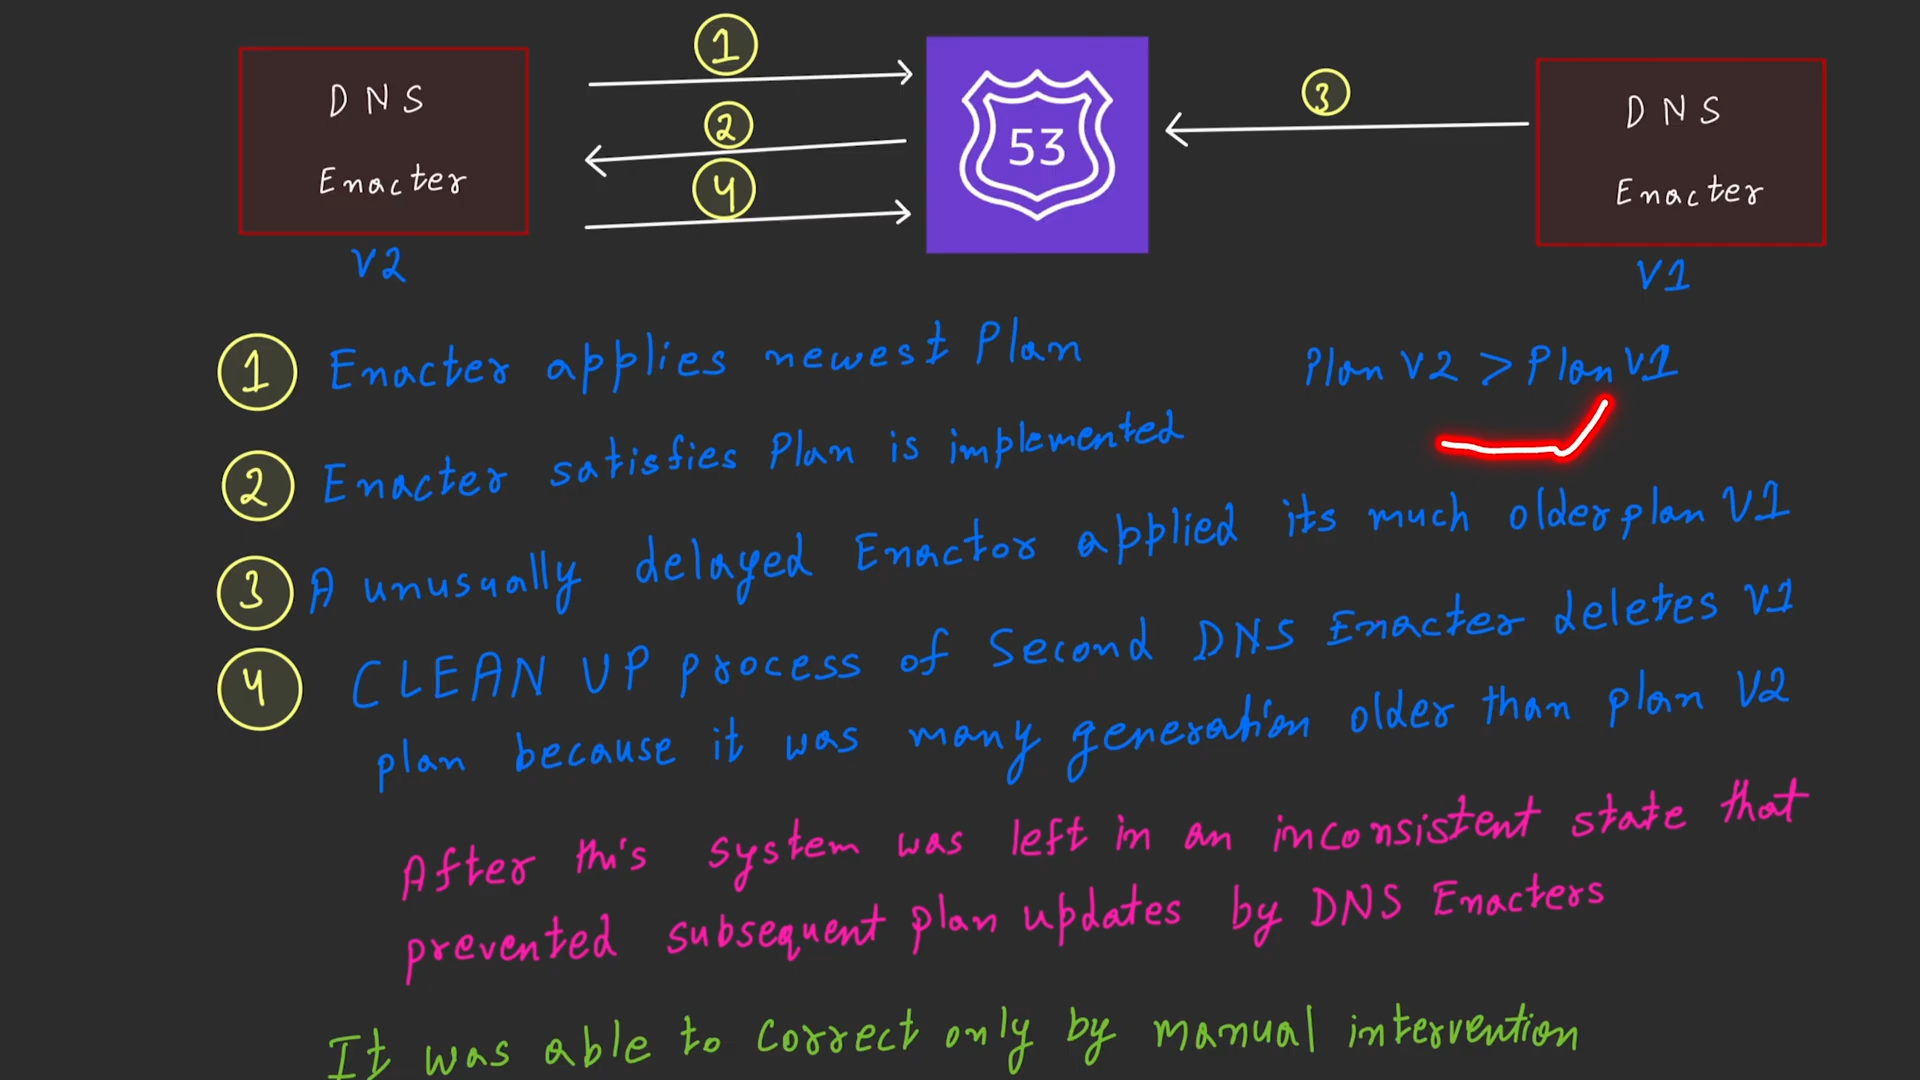 1
DNS
Enacter
V2
2
4
53
3
DNS
Enacter
V1
1 Enacter applies newest Plan
Plan V2 > Plan V1
2 Enacter satisfies Plan is implemented
3 A unusually delayed Enactor applied its much older plan V1
4 CLEAN UP process of Second DNS Enacter deletes V1
plan because it was many generation older than plan V2
After this system was left in an inconsistent state that
prevented subsequent plan updates by DNS Enacters
It was able to correct only by manual intervention